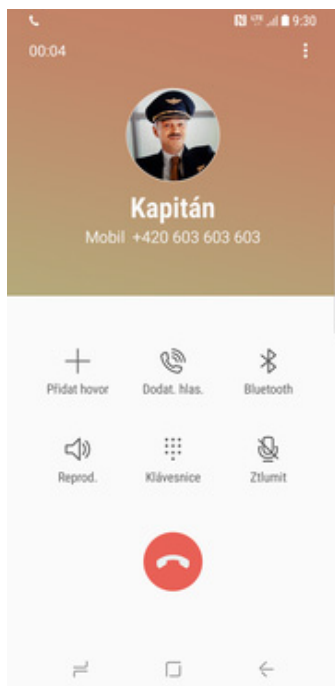 9:30
00:04
Kapitán
Mobil +420 603 603 603
Přidat hovor Dodat. hlas. Bluetooth
Reprod. Klávesnice Ztlumit